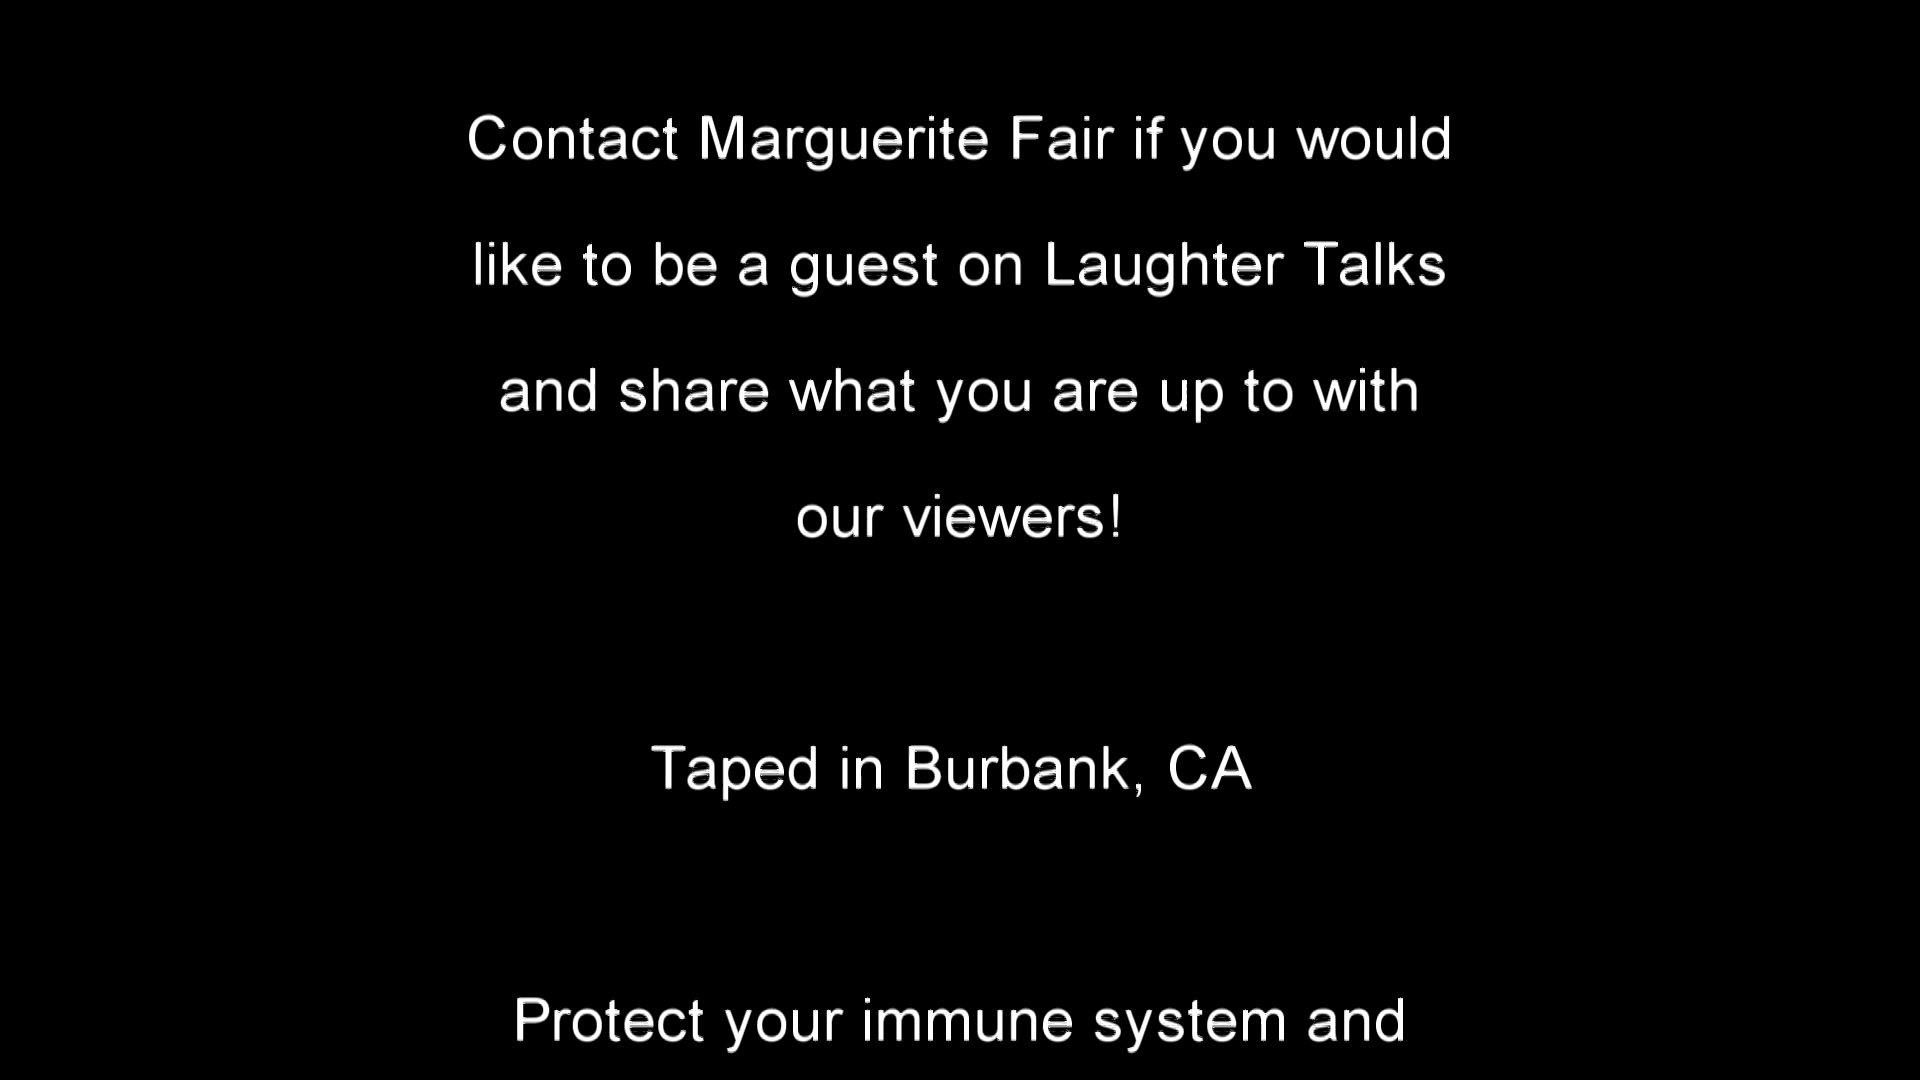 Contact Marguerite Fair if you would
like to be a guest on Laughter Talks
and share what you are up to with
our viewers!
Taped in Burbank, CA
Protect your immune system and